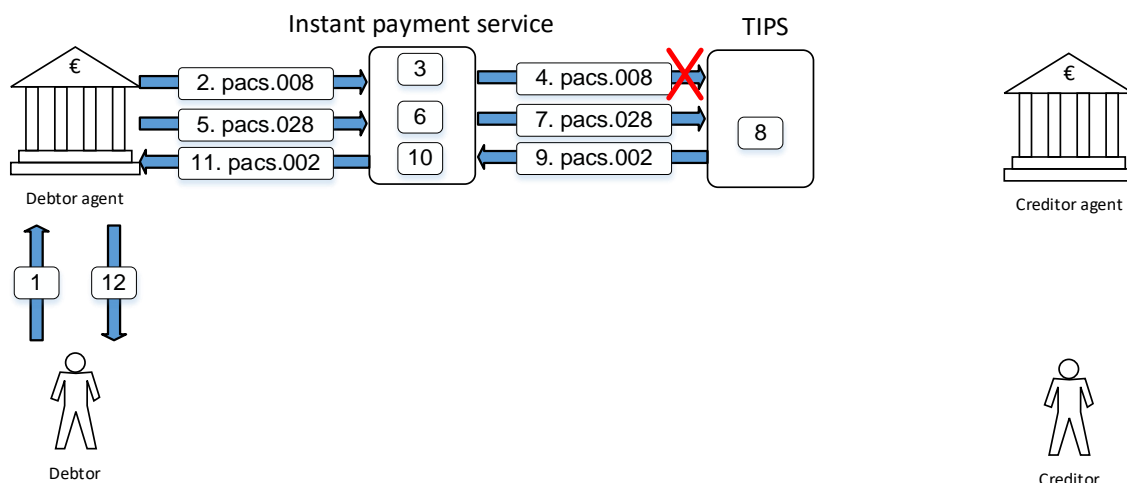 Instant payment service
TIPS
€
€
2. pacs.008
3
4. pacs.008
5. pacs.028
6
7. pacs.028
8
11. pacs.002
10
9. pacs.002
Debtor agent
Creditor agent
1
12
Debtor
Creditor